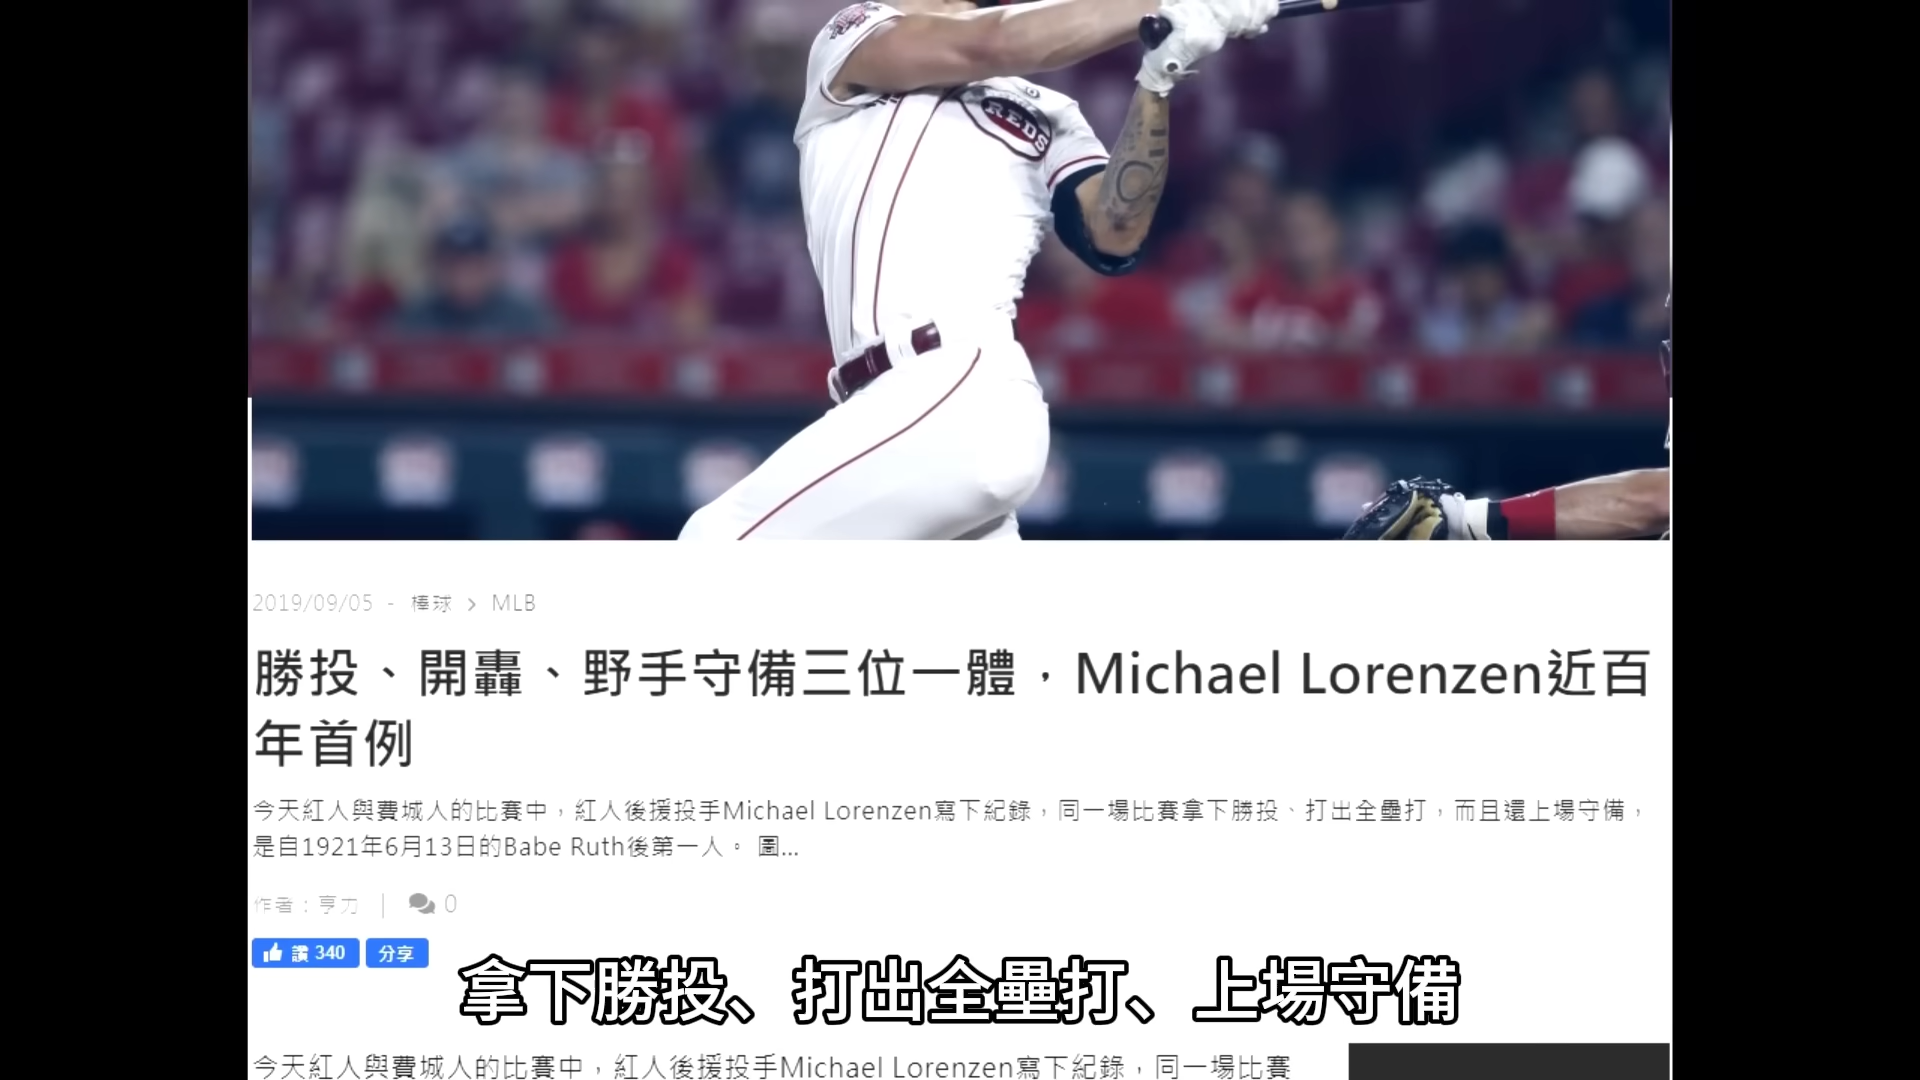 REDS
2019/09/05 - 棒球 > MLB
勝投、開轟、野手守備三位一體，Michael Lorenzen近百
年首例
今天紅人與費城人的比賽中，紅人後援投手Michael Lorenzen寫下紀錄，同一場比賽拿下勝投、打出全壘打，而且還上場守備，
是自1921年6月13日的Babe Ruth後第一人。 圖...
作者：亨力 | 0
讚 340 分享
拿下勝投、打出全壘打、上場守備
今天紅人與費城人的比賽中，紅人後援投手Michael Lorenzen寫下紀錄，同一場比賽